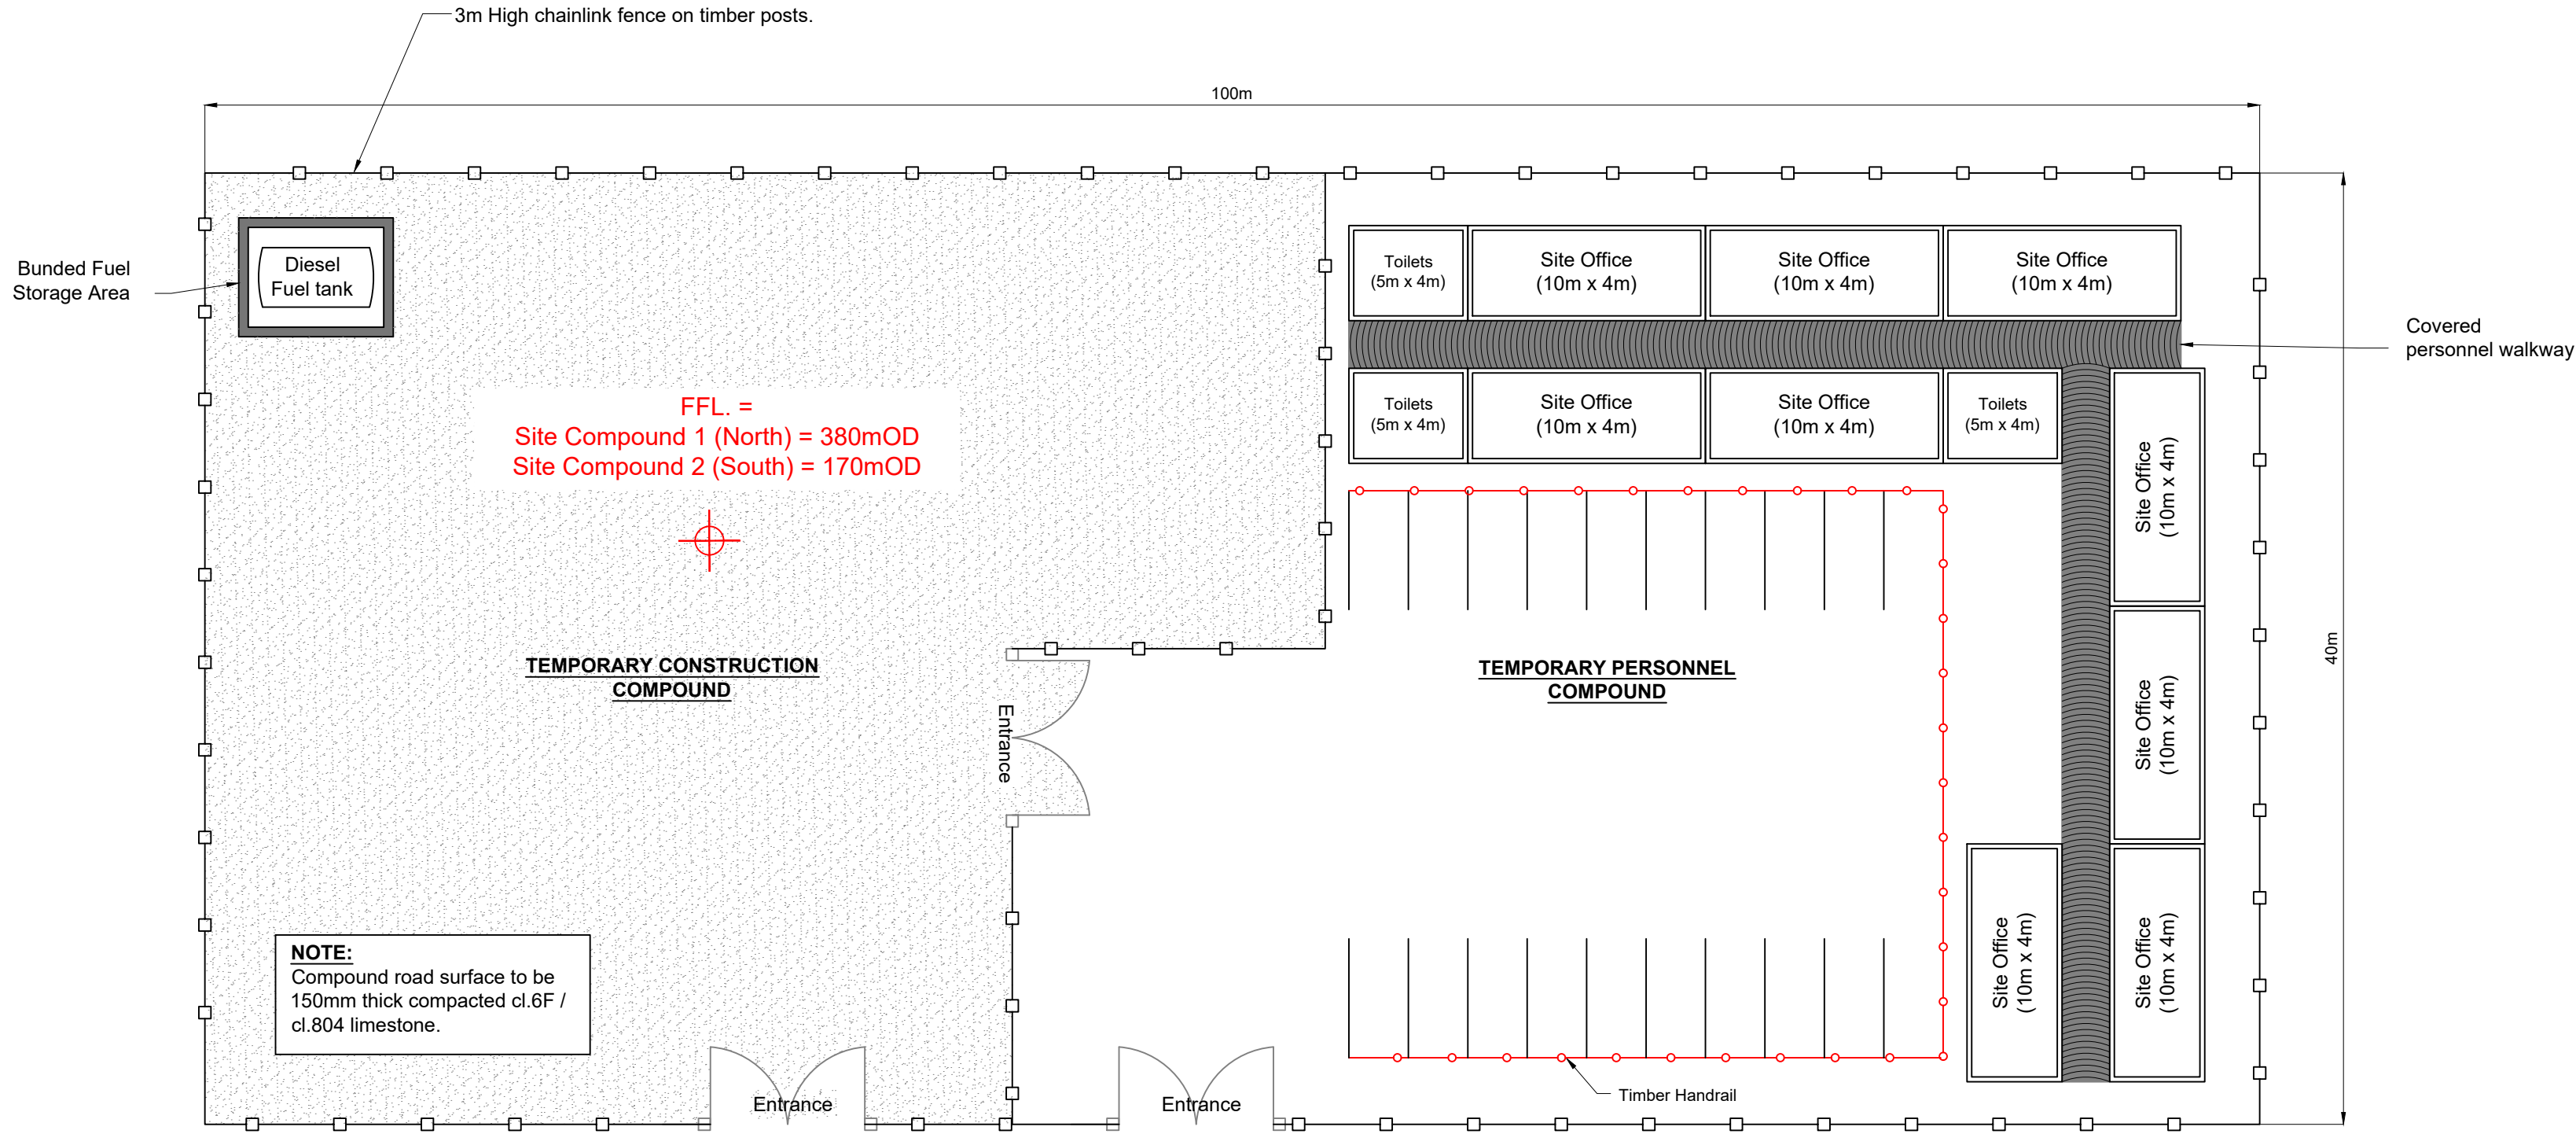 3m High chainlink fence on timber posts.
100m
Bunded Fuel
Storage Area
Diesel
Fuel tank
Toilets
(5m x 4m)
Site Office
(10m x 4m)
Site Office
(10m x 4m)
Site Office
(10m x 4m)
Covered
personnel walkway
FFL. =
Site Compound 1 (North) = 380mOD
Site Compound 2 (South) = 170mOD
Toilets
(5m x 4m)
Site Office
(10m x 4m)
Site Office
(10m x 4m)
Toilets
(5m x 4m)
Site Office
(10m x 4m)
40m
TEMPORARY CONSTRUCTION
COMPOUND
Entrance
TEMPORARY PERSONNEL
COMPOUND
Site Office
(10m x 4m)
NOTE:
Compound road surface to be
150mm thick compacted cl.6F /
cl.804 limestone.
Site Office
(10m x 4m)
Site Office
(10m x 4m)
Entrance
Entrance
Timber Handrail